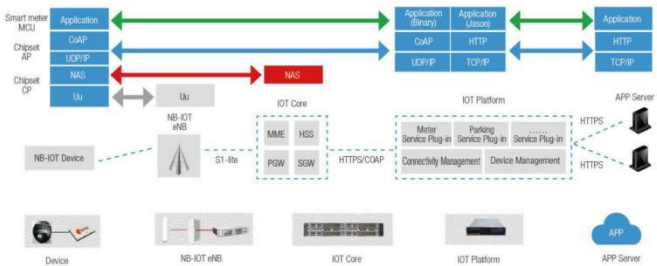 Smart meter
MCU
Application
Application
(Binary)
Application
(Jason)
Application
Chipset
AP
CoAP
CoAP
HTTP
HTTP
UDP/IP
UDP/IP
TCP/IP
TCP/IP
Chipset
CP
NAS
NAS
Uu
Uu
NB-IOT
eNB
IOT Core
IOT Platform
APP Server
NB-IOT Device
S1-lite
MME
HSS
PGW
SGW
HTTPS/COAP
Meter
Service Plug-in
Parking
Service Plug-in
......
Service Plug-in
Connectivity Management
Device Management
HTTPS
HTTPS
APP
Device
NB-IOT eNB
IOT Core
IOT Platform
APP Server